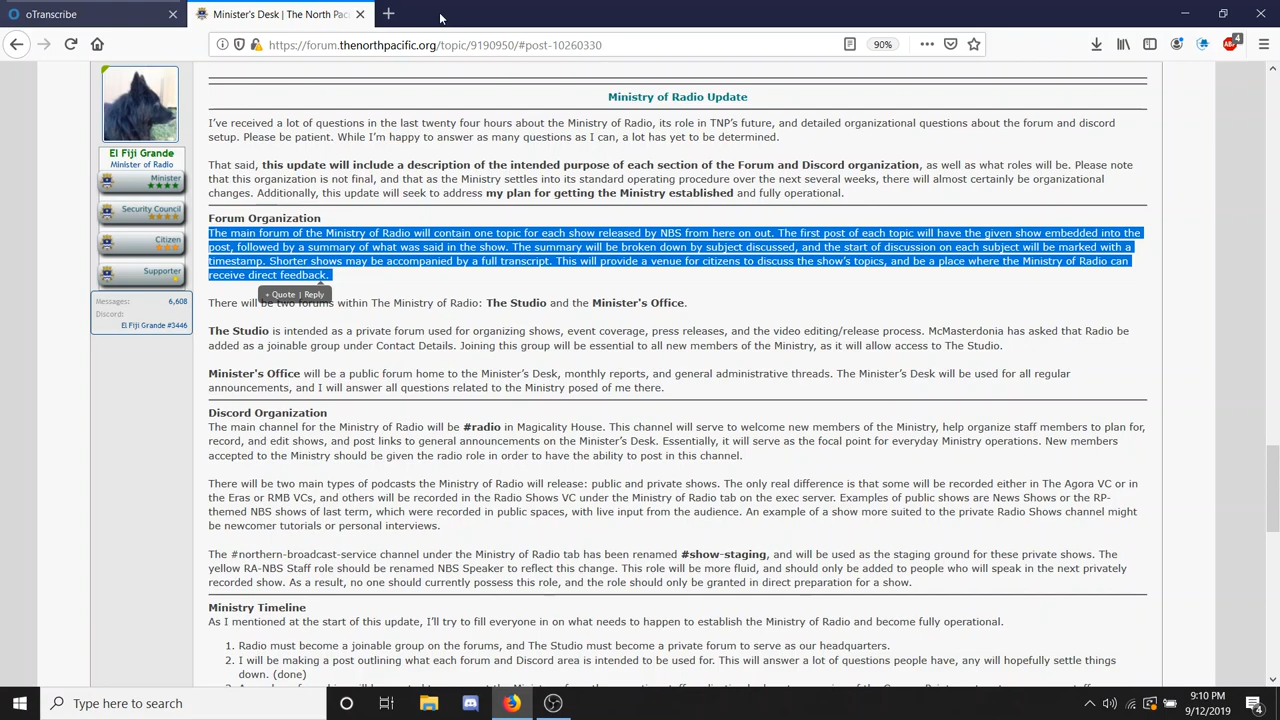 oTranscribe
Minister's Desk | The North Paci
https://forum.thenorthpacific.org/topic/9190950/#post-10260330
90%
4
Ministry of Radio Update
I've received a lot of questions in the last twenty four hours about the Ministry of Radio, its role in TNP's future, and detailed organizational questions about the forum and discord
setup. Please be patient. While I'm happy to answer as many questions as I can, a lot has yet to be determined.
El Fiji Grande
Minister of Radio
Minister
Security Council
Citizen
Supporter
Messages: 6,608
Discord:
El Fiji Grande #3446
That said, this update will include a description of the intended purpose of each section of the Forum and Discord organization, as well as what roles will be. Please note
that this organization is not final, and that as the Ministry settles into its standard operating procedure over the next several weeks, there will almost certainly be organizational
changes. Additionally, this update will seek to address my plan for getting the Ministry established and fully operational.
Forum Organization
The main forum of the Ministry of Radio will contain one topic for each show released by NBS from here on out. The first post of each topic will have the given show embedded into the
post, followed by a summary of what was said in the show. The summary will be broken down by subject discussed, and the start of discussion on each subject will be marked with a
timestamp. Shorter shows may be accompanied by a full transcript. This will provide a venue for citizens to discuss the show's topics, and be a place where the Ministry of Radio can
receive direct feedback.
+ Quote | Reply
There will be two forums within The Ministry of Radio: The Studio and the Minister's Office.
The Studio is intended as a private forum used for organizing shows, event coverage, press releases, and the video editing/release process. McMasterdonia has asked that Radio be
added as a joinable group under Contact Details. Joining this group will be essential to all new members of the Ministry, as it will allow access to The Studio.
Minister's Office will be a public forum home to the Minister's Desk, monthly reports, and general administrative threads. The Minister's Desk will be used for all regular
announcements, and I will answer all questions related to the Ministry posed of me there.
Discord Organization
The main channel for the Ministry of Radio will be #radio in Magicality House. This channel will serve to welcome new members of the Ministry, help organize staff members to plan for,
record, and edit shows, and post links to general announcements on the Minister's Desk. Essentially, it will serve as the focal point for everyday Ministry operations. New members
accepted to the Ministry should be given the radio role in order to have the ability to post in this channel.
There will be two main types of podcasts the Ministry of Radio will release: public and private shows. The only real difference is that some will be recorded either in The Agora VC or in
the Eras or RMB VCs, and others will be recorded in the Radio Shows VC under the Ministry of Radio tab on the exec server. Examples of public shows are News Shows or the RP-
themed NBS shows of last term, which were recorded in public spaces, with live input from the audience. An example of a show more suited to the private Radio Shows channel might
be newcomer tutorials or personal interviews.
The #northern-broadcast-service channel under the Ministry of Radio tab has been renamed #show-staging, and will be used as the staging ground for these private shows. The
yellow RA-NBS Staff role should be renamed NBS Speaker to reflect this change. This role will be more fluid, and should only be added to people who will speak in the next privately
recorded show. As a result, no one should currently possess this role, and the role should only be granted in direct preparation for a show.
Ministry Timeline
As I mentioned at the start of this update, I'll try to fill everyone in on what needs to happen to establish the Ministry of Radio and become fully operational.
1. Radio must become a joinable group on the forums, and The Studio must become a private forum to serve as our headquarters.
2. I will be making a post outlining what each forum and Discord area is intended to be used for. This will answer a lot of questions people have, any will hopefully settle things
down. (done)
Type here to search
9:10 PM
9/12/2019
4